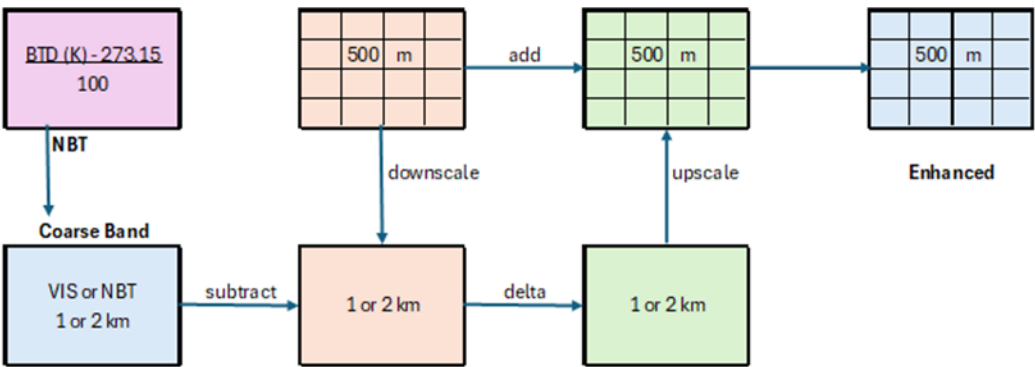 BTD (K) - 273.15
100
500 m
add
500 m
500 m
NBT
downscale
upscale
Enhanced
Coarse Band
VIS or NBT
1 or 2 km
subtract
1 or 2 km
delta
1 or 2 km